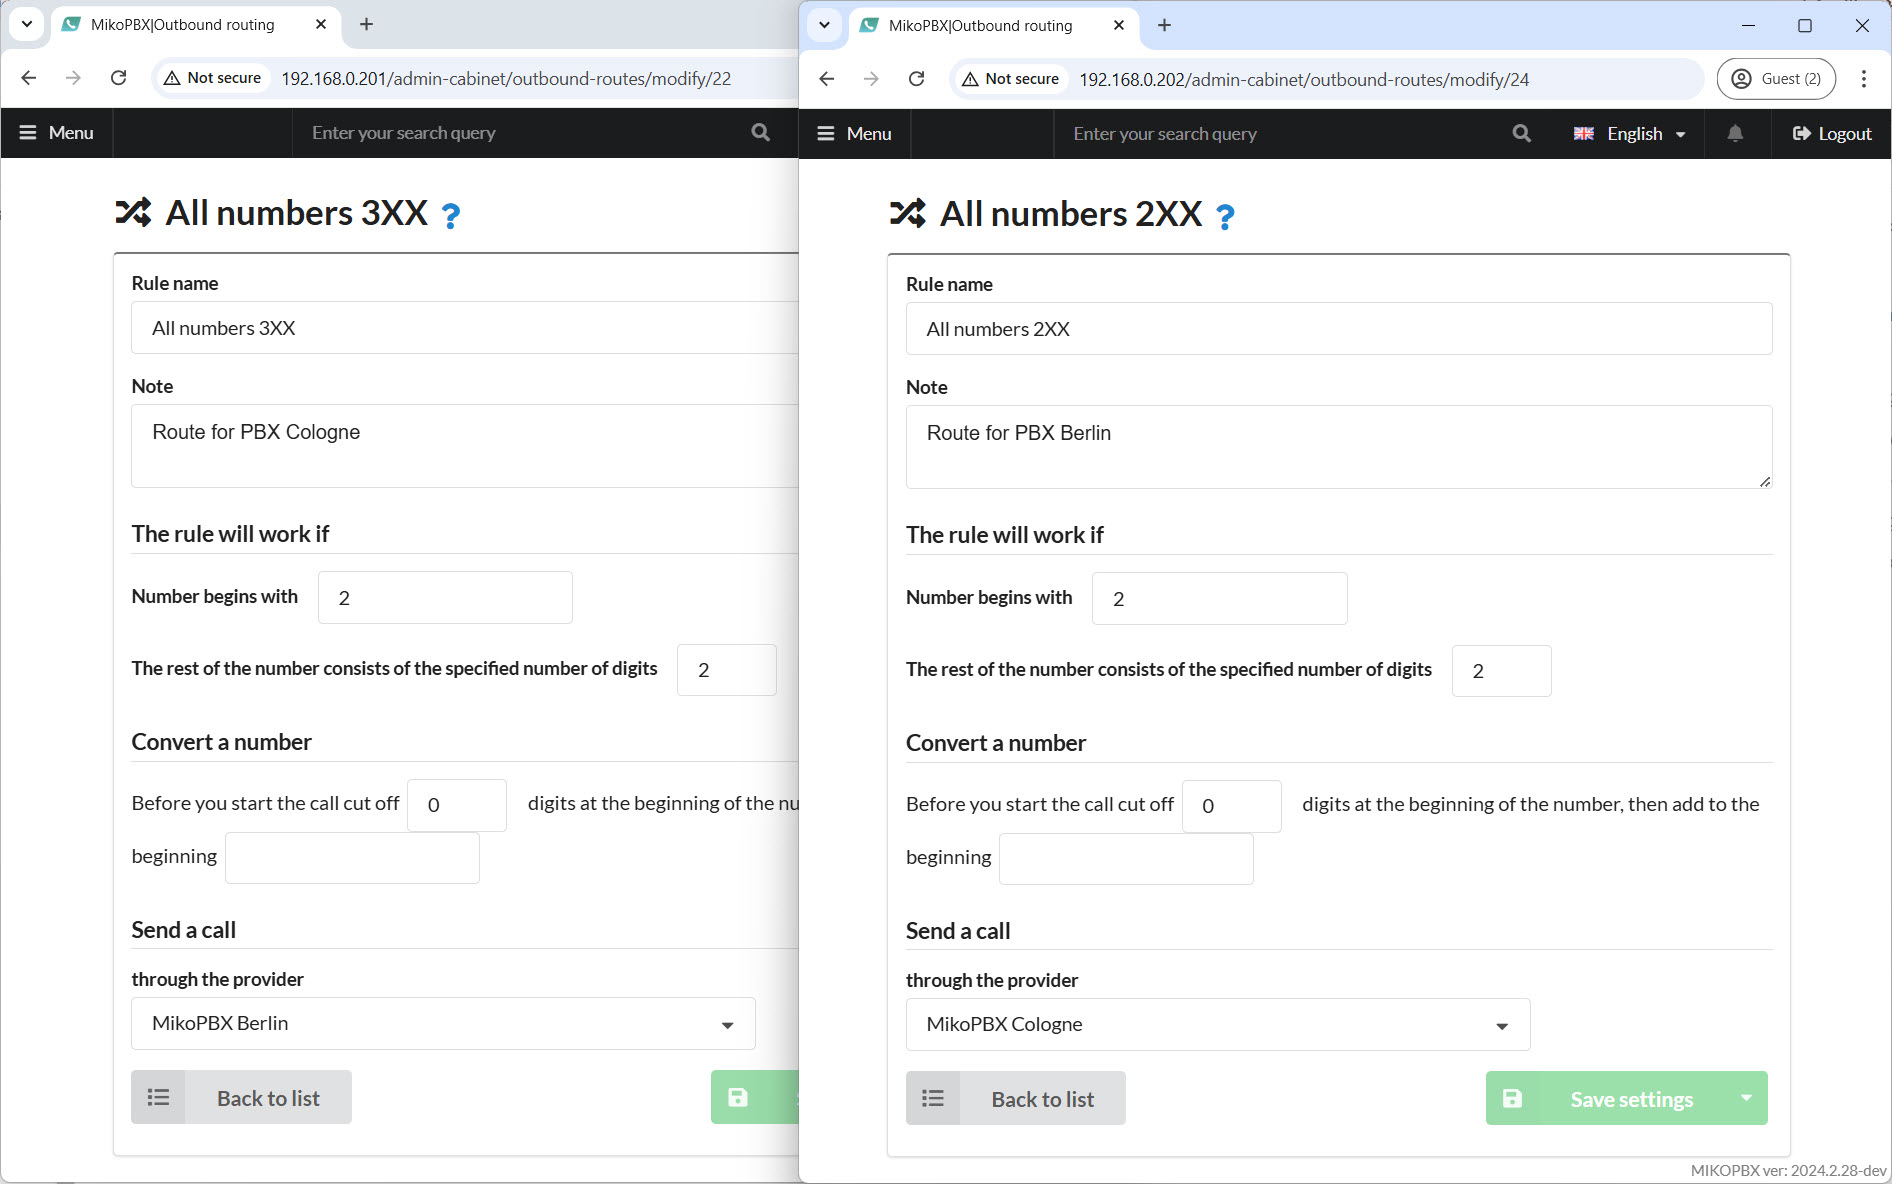 MikoPBX|Outbound routing
Not secure
192.168.0.201/admin-cabinet/outbound-routes/modify/22
Menu
Enter your search query
All numbers 3XX ?
Rule name
All numbers 3XX
Note
Route for PBX Cologne
The rule will work if
Number begins with
2
The rest of the number consists of the specified number of digits
2
Convert a number
Before you start the call cut off
0
digits at the beginning of the nu
beginning
Send a call
through the provider
MikoPBX Berlin
Back to list
MikoPBX|Outbound routing
Not secure
192.168.0.202/admin-cabinet/outbound-routes/modify/24
Guest (2)
Menu
Enter your search query
English
Logout
All numbers 2XX ?
Rule name
All numbers 2XX
Note
Route for PBX Berlin
The rule will work if
Number begins with
2
The rest of the number consists of the specified number of digits
2
Convert a number
Before you start the call cut off
0
digits at the beginning of the number, then add to the
beginning
Send a call
through the provider
MikoPBX Cologne
Back to list
Save settings
MIKOPBX ver: 2024.2.28-dev